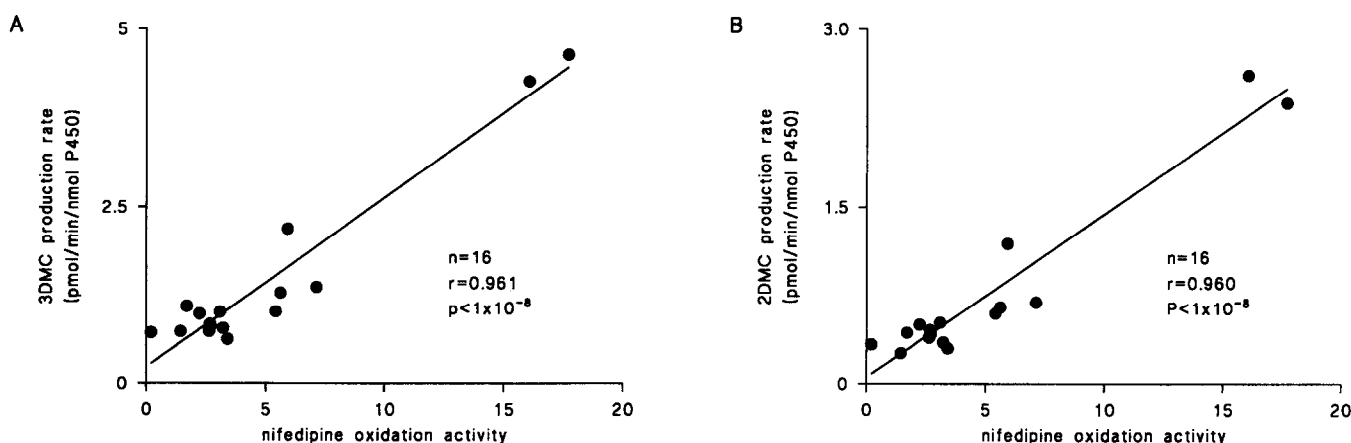 A
3DMC production rate
(pmol/min/nmol P450)
5
2.5
0
n=16
r=0.961
p<1x10⁻⁸
0 5 10 15 20
nifedipine oxidation activity
B
2DMC production rate
(pmol/min/nmol P450)
3.0
1.5
0
n=16
r=0.960
P<1x10⁻⁸
0 5 10 15 20
nifedipine oxidation activity